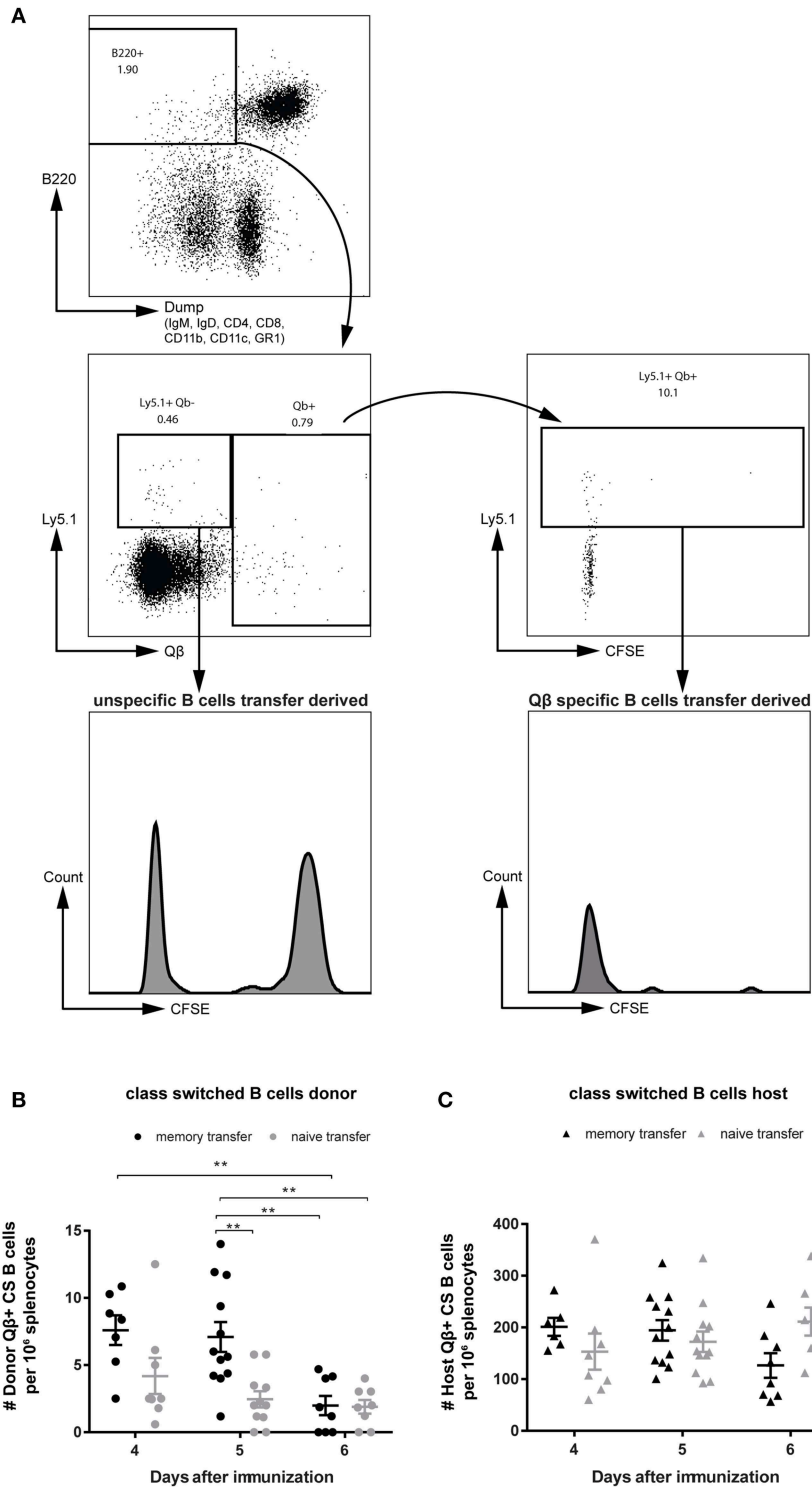 A
B220+
1.90
B220
Dump
(IgM, IgD, CD4, CD8,
CD11b, CD11c, GR1)
Ly5.1+ Qb-
0.46
Qb+
0.79
Ly5.1
Qβ
Ly5.1+ Qb+
10.1
Ly5.1
CFSE
unspecific B cells transfer derived
Count
CFSE
Qβ specific B cells transfer derived
Count
CFSE
B
class switched B cells donor
memory transfer
naive transfer
**
**
**
**
# Donor Qβ+ CS B cells
per 10⁶ splenocytes
15
10
5
0
4
5
6
Days after immunization
C
class switched B cells host
memory transfer
naive transfer
# Host Qβ+ CS B cells
per 10⁶ splenocytes
400
300
200
100
0
4
5
6
Days after immunization